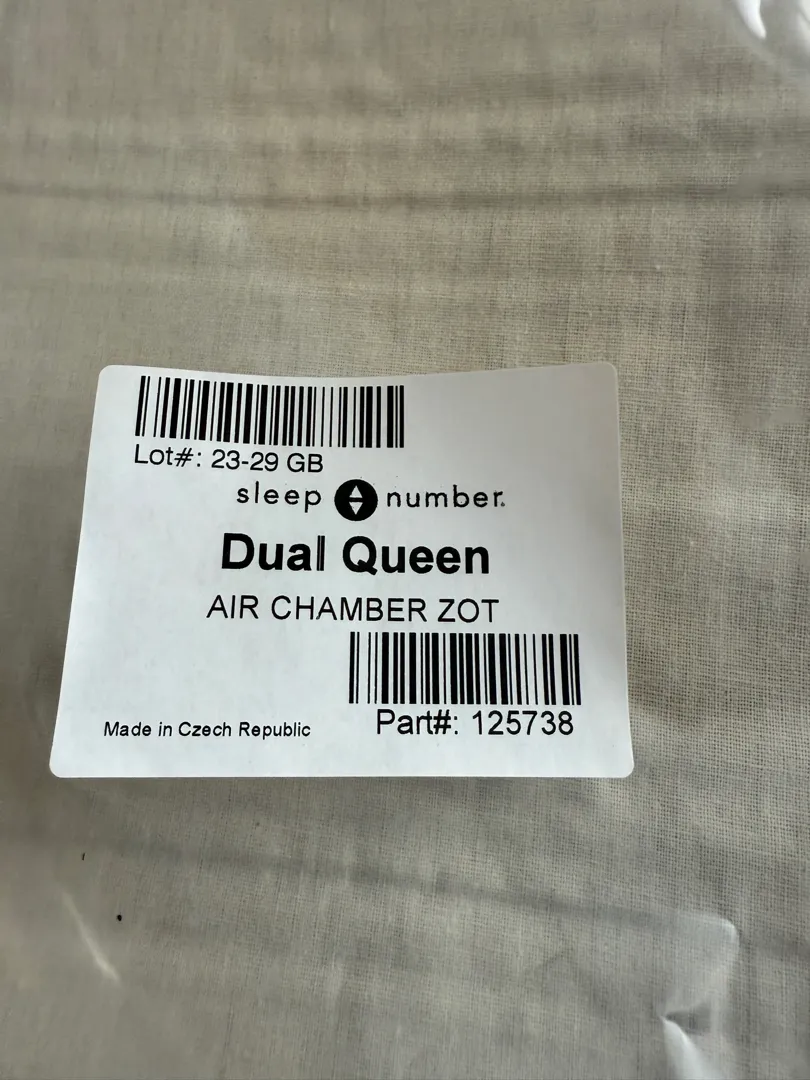 Lot#: 23-29 GB
sleep number.
Dual Queen
AIR CHAMBER ZOT
Made in Czech Republic
Part#: 125738